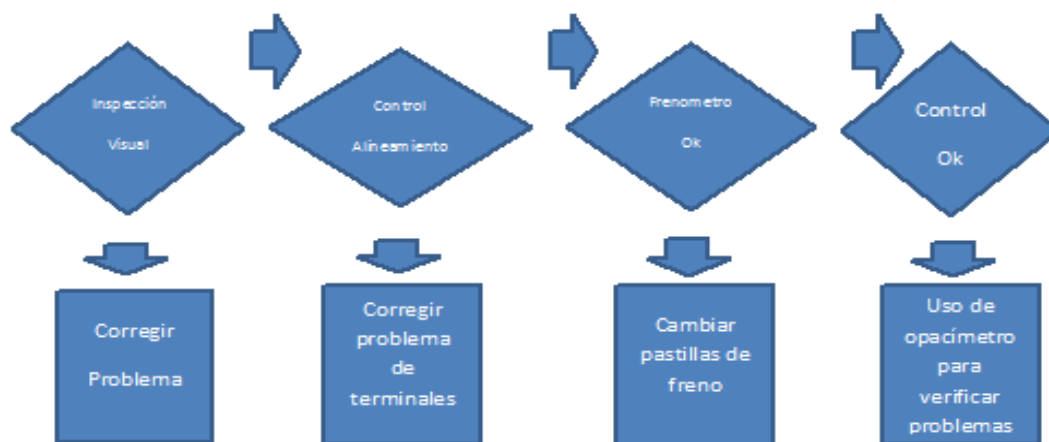 Inspección
Visual
Control
Alineamiento
Frenometro
Ok
Control
Ok
Corregir
Problema
Corregir
problema
de
terminales
Cambiar
pastillas de
freno
Uso de
opacímetro
para
verificar
problemas